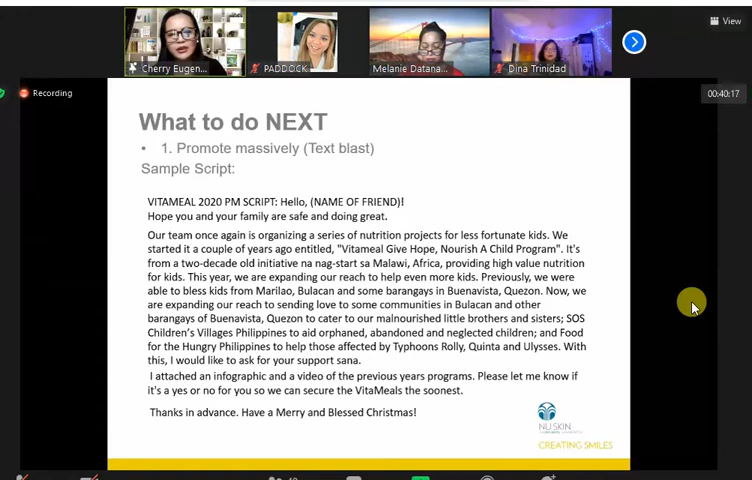 View
Cherry Eugen...
PADDOCK
Melanie Datana...
Dina Trinidad
Recording
00:40:17
What to do NEXT
• 1. Promote massively (Text blast)
Sample Script:
VITAMEAL 2020 PM SCRIPT: Hello, (NAME OF FRIEND)!
Hope you and your family are safe and doing great.
Our team once again is organizing a series of nutrition projects for less fortunate kids. We
started it a couple of years ago entitled, "Vitameal Give Hope, Nourish A Child Program". It's
from a two-decade old initiative na nag-start sa Malawi, Africa, providing high value nutrition
for kids. This year, we are expanding our reach to help even more kids. Previously, we were
able to bless kids from Marilao, Bulacan and some barangays in Buenavista, Quezon. Now, we
are expanding our reach to sending love to some communities in Bulacan and other
barangays of Buenavista, Quezon to cater to our malnourished little brothers and sisters; SOS
Children's Villages Philippines to aid orphaned, abandoned and neglected children; and Food
for the Hungry Philippines to help those affected by Typhoons Rolly, Quinta and Ulysses. With
this, I would like to ask for your support sana.
I attached an infographic and a video of the previous years programs. Please let me know if
it's a yes or no for you so we can secure the VitaMeals the soonest.
Thanks in advance. Have a Merry and Blessed Christmas!
NU SKIN
CREATING SMILES